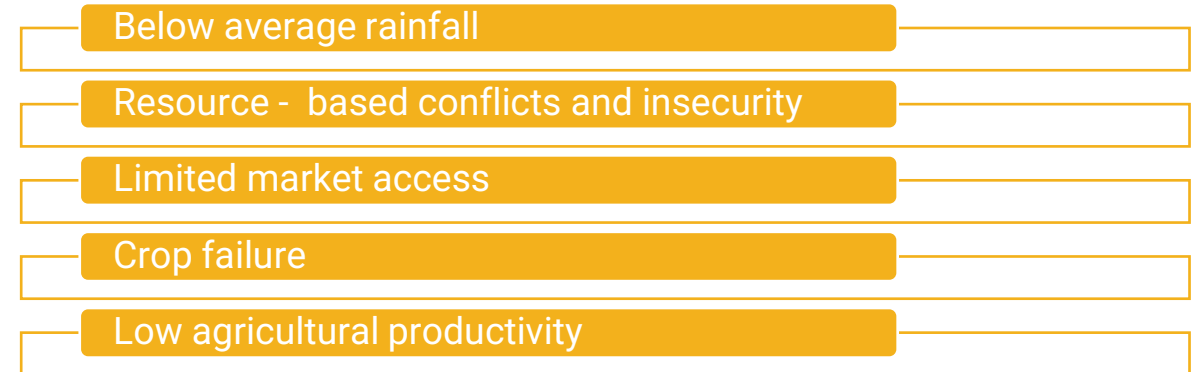 Below average rainfall
Resource -  based conflicts and insecurity
Limited market access
Crop failure
Low agricultural productivity